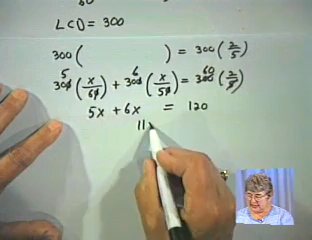 LCD = 300
300 ( ) = 300 (2/5)
5 6 60
300 (x/60) + 300 (x/50) = 300 (2/5)
5x + 6x = 120
11x